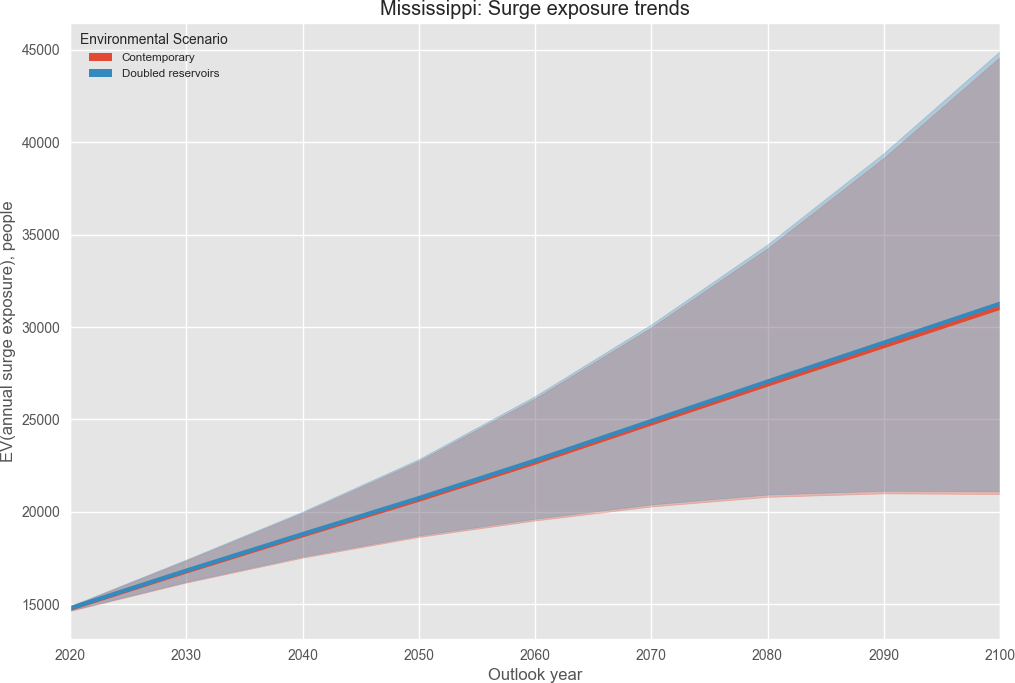 Mississippi: Surge exposure trends
Environmental Scenario
Contemporary
Doubled reservoirs
EV(annual surge exposure), people
45000
40000
35000
30000
25000
20000
15000
2020 2030 2040 2050 2060 2070 2080 2090 2100
Outlook year